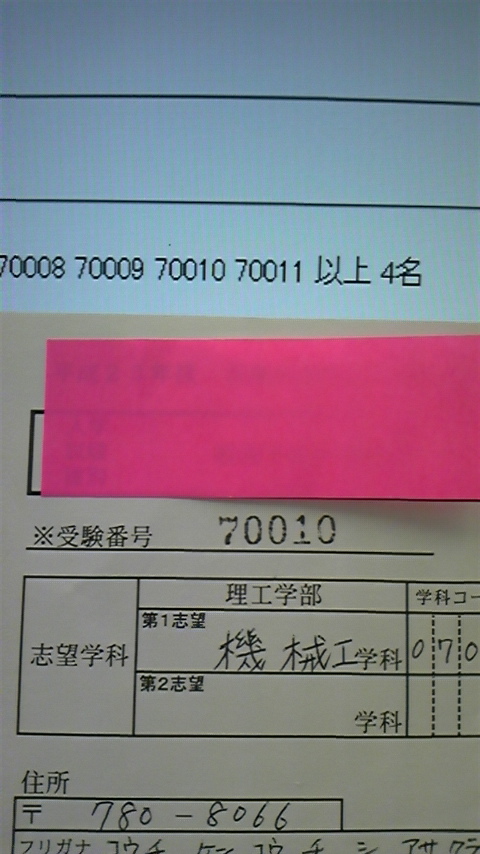 70008 70009 70010 70011 以上 4名
※受験番号 70010
理工学部 学科コー
志望学科
第1志望
機械工学科 070
第2志望
学科
住所
〒 780-8066
フリガナ コウチ ケン コウ チ シ アサクラ